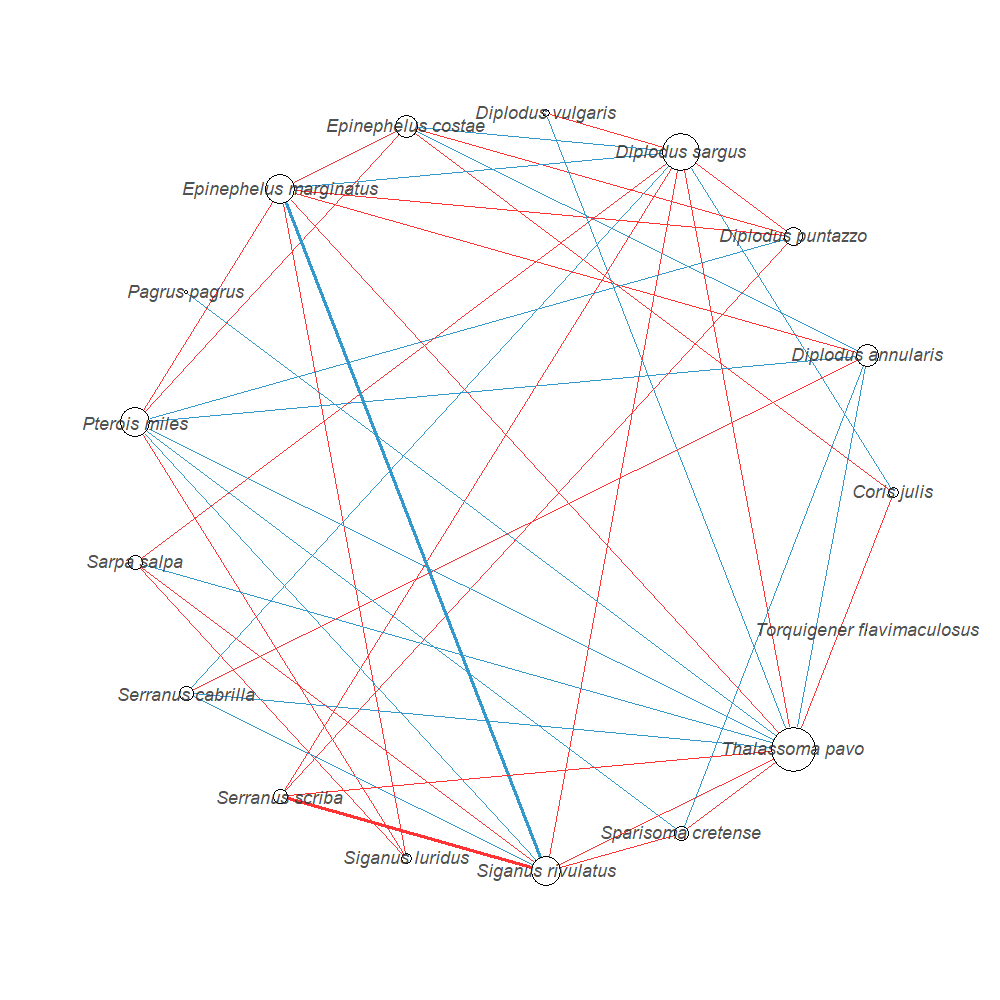 Diplodus vulgaris
Epinephelus costae
Diplodus sargus
Epinephelus marginatus
Diplodus puntazzo
Pagrus pagrus
Diplodus annularis
Pterois miles
Coris julis
Sarpa salpa
Torquigener flavimaculosus
Serranus cabrilla
Thalassoma pavo
Serranus scriba
Sparisoma cretense
Siganus luridus
Siganus rivulatus